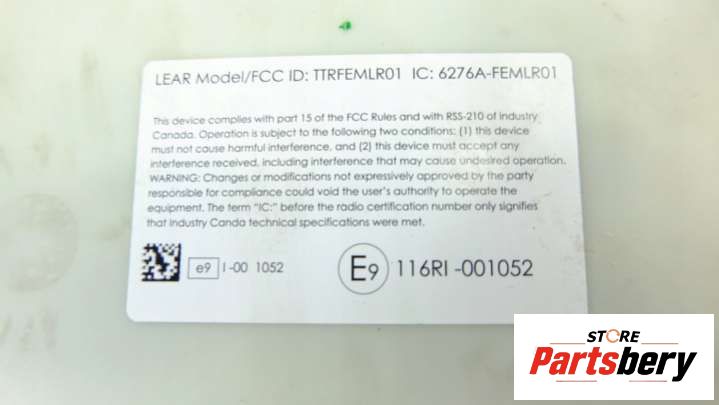 LEAR Model/FCC ID: TTRFEMLR01 IC: 6276A-FEMLR01
This device complies with part 15 of the FCC Rules and with RSS-210 of Industry
Canada. Operation is subject to the following two conditions: (1) this device
must not cause harmful interference, and (2) this device must accept any
interference received, including interference that may cause undesired operation.
WARNING: Changes or modifications not expressively approved by the party
responsible for compliance could void the user's authority to operate the
equipment. The term "IC:" before the radio certification number only signifies
that Industry Canda technical specifications were met.
e9 I-00 1052
E9 116RI-001052
STORE
Partsbery